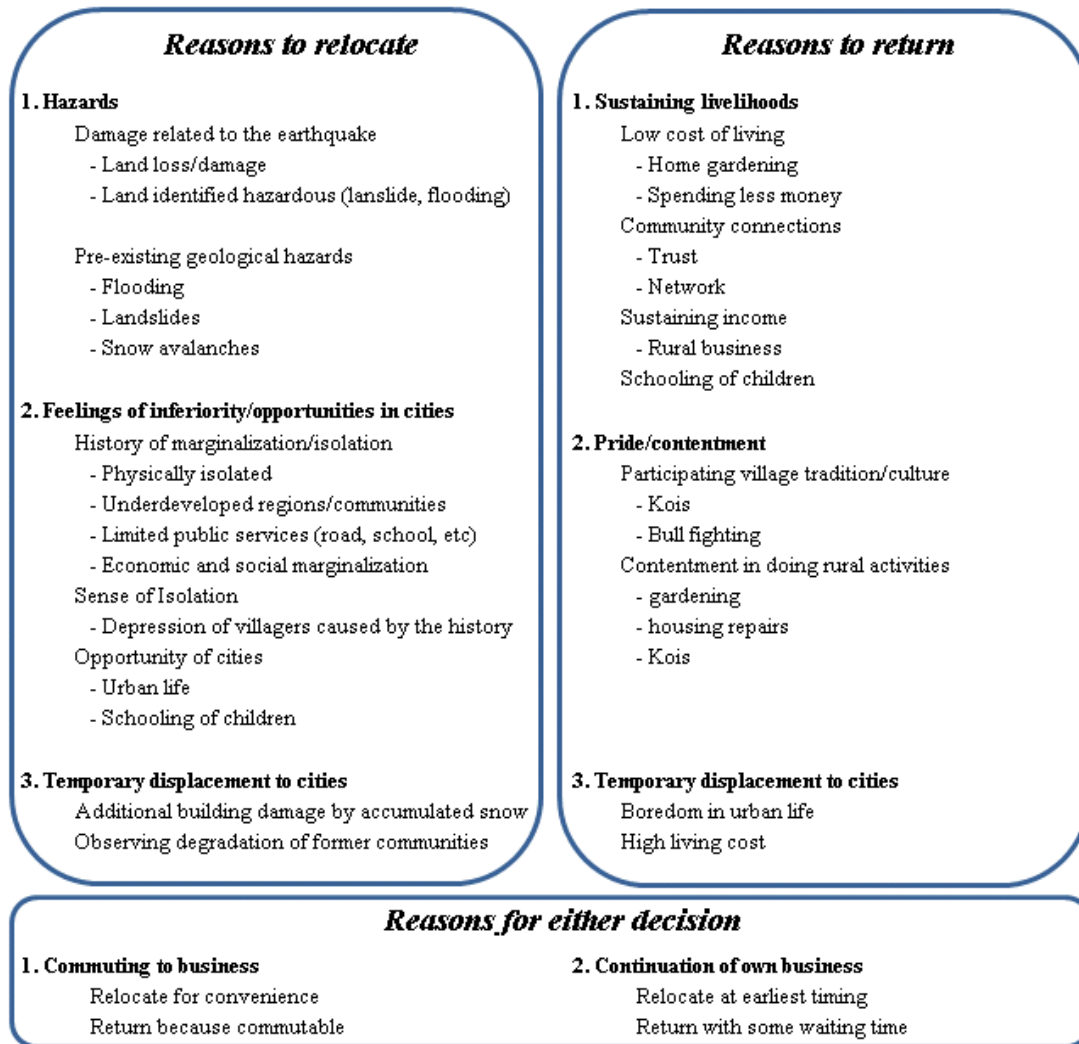 Reasons to relocate
1. Hazards
Damage related to the earthquake
- Land loss/damage
- Land identified hazardous (lanslide, flooding)
Pre-existing geological hazards
- Flooding
- Landslides
- Snow avalanches
2. Feelings of inferiority/opportunities in cities
History of marginalization/isolation
- Physically isolated
- Underdeveloped regions/communities
- Limited public services (road, school, etc)
- Economic and social marginalization
Sense of Isolation
- Depression of villagers caused by the history
Opportunity of cities
- Urban life
- Schooling of children
3. Temporary displacement to cities
Additional building damage by accumulated snow
Observing degradation of former communities
Reasons to return
1. Sustaining livelihoods
Low cost of living
- Home gardening
- Spending less money
Community connections
- Trust
- Network
Sustaining income
- Rural business
Schooling of children
2. Pride/contentment
Participating village tradition/culture
- Kois
- Bull fighting
Contentment in doing rural activities
- gardening
- housing repairs
- Kois
3. Temporary displacement to cities
Boredom in urban life
High living cost
Reasons for either decision
1. Commuting to business
Relocate for convenience
Return because commutable
2. Continuation of own business
Relocate at earliest timing
Return with some waiting time